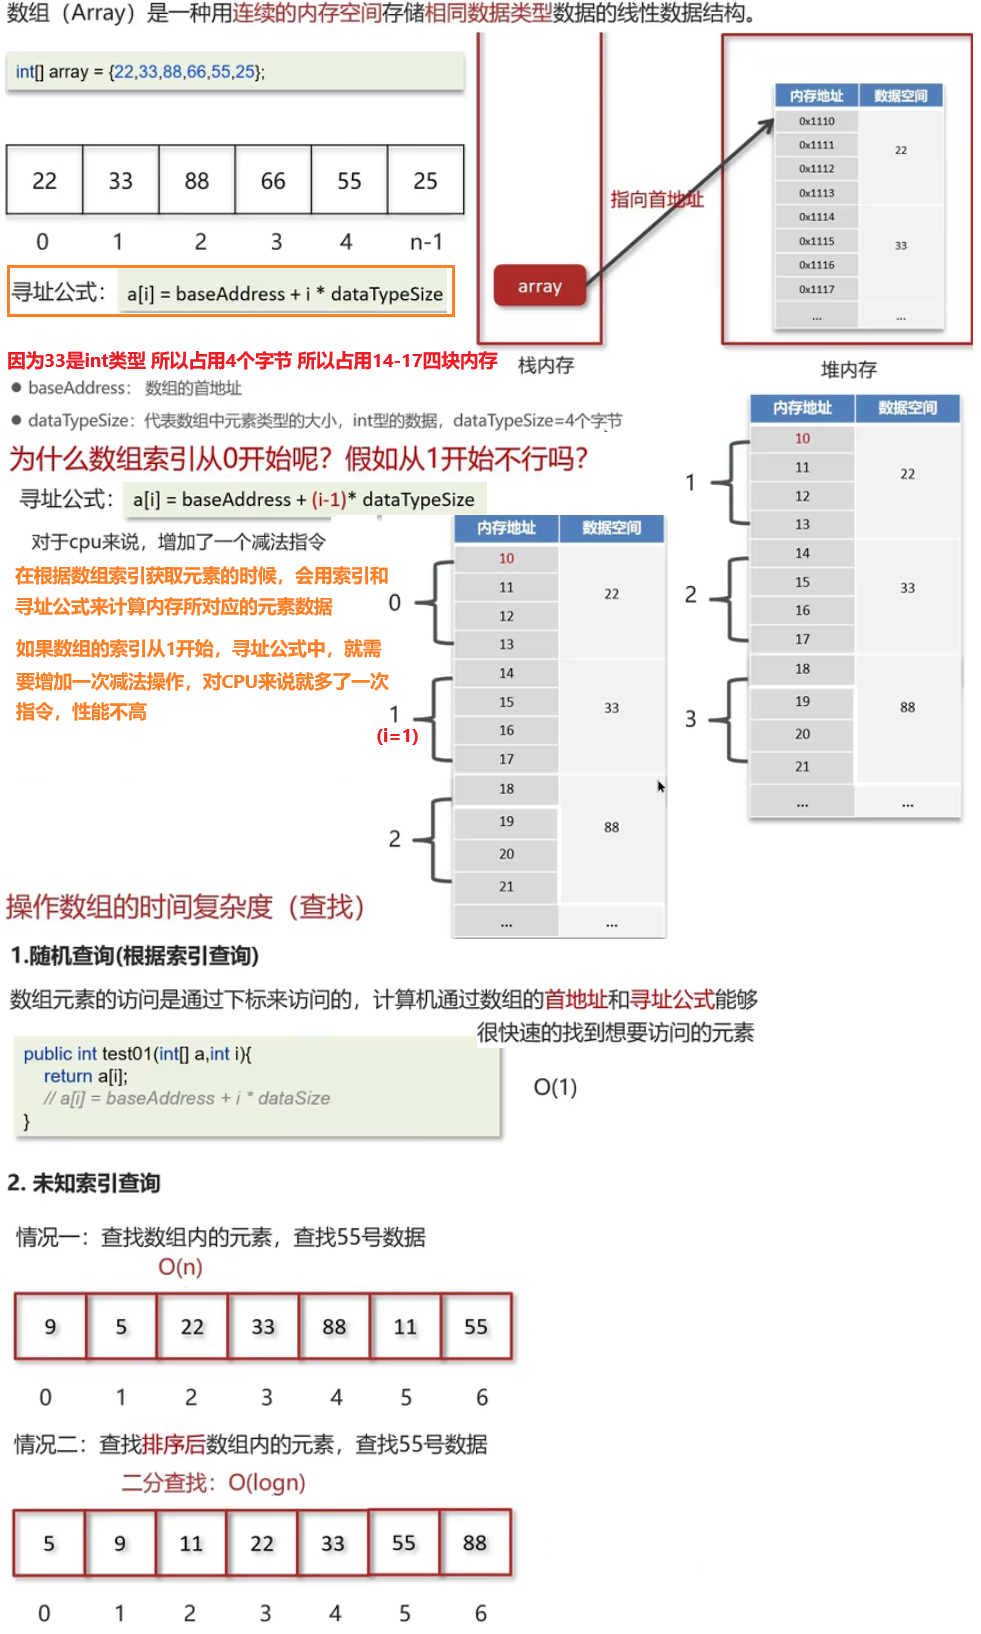 数组（Array）是一种用连续的内存空间存储相同数据类型数据的线性数据结构。
int[] array = {22,33,88,66,55,25};
22 33 88 66 55 25
0 1 2 3 4 n-1
寻址公式： a[i] = baseAddress + i * dataTypeSize
array
指向首地址
内存地址 数据空间
0x1110
0x1111
22
0x1112
0x1113
0x1114
0x1115
33
0x1116
0x1117
... ...
栈内存
堆内存
因为33是int类型 所以占用4个字节 所以占用14-17四块内存
● baseAddress： 数组的首地址
● dataTypeSize：代表数组中元素类型的大小，int型的数据，dataTypeSize=4个字节
为什么数组索引从0开始呢？假如从1开始不行吗？
寻址公式： a[i] = baseAddress + (i-1)* dataTypeSize
对于cpu来说，增加了一个减法指令
在根据数组索引获取元素的时候，会用索引和
寻址公式来计算内存所对应的元素数据
如果数组的索引从1开始，寻址公式中，就需
要增加一次减法操作，对CPU来说就多了一次
指令，性能不高
内存地址 数据空间
10
11
0 22
12
13
14
15
1 33
(i=1) 16
17
18
19
2 88
20
21
... ...
内存地址 数据空间
10
11
1 22
12
13
14
15
2 33
16
17
18
19
3 88
20
21
... ...
操作数组的时间复杂度（查找）
1.随机查询(根据索引查询)
数组元素的访问是通过下标来访问的，计算机通过数组的首地址和寻址公式能够
很快速的找到想要访问的元素
public int test01(int[] a,int i){
return a[i];
// a[i] = baseAddress + i * dataSize
}
O(1)
2. 未知索引查询
情况一：查找数组内的元素，查找55号数据
O(n)
9 5 22 33 88 11 55
0 1 2 3 4 5 6
情况二：查找排序后数组内的元素，查找55号数据
二分查找：O(logn)
5 9 11 22 33 55 88
0 1 2 3 4 5 6